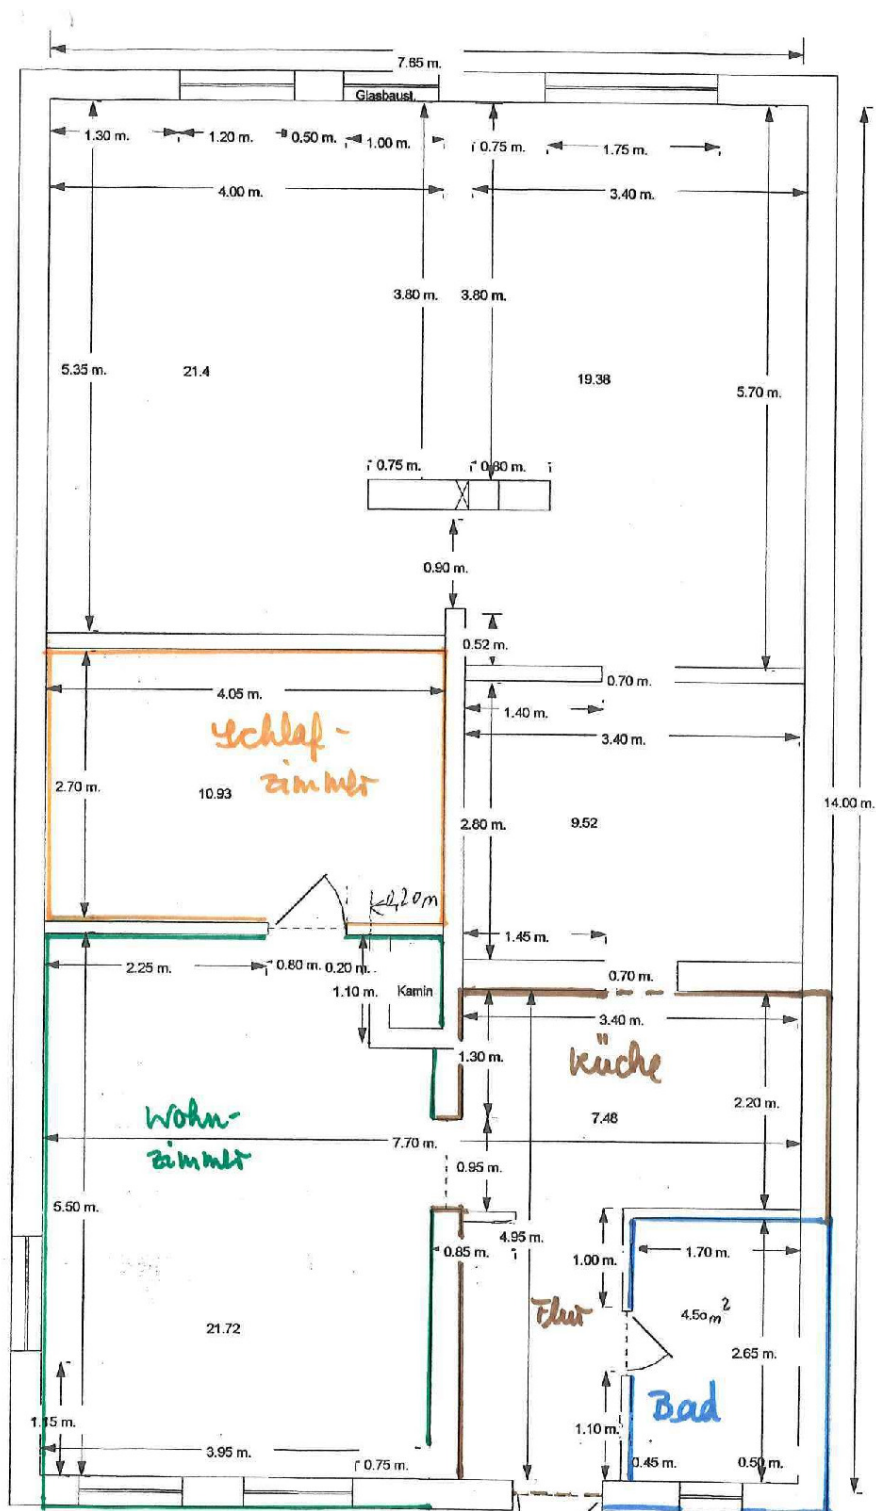 7.65 m.
Glasbaust.
1.30 m.
1.20 m.
0.50 m.
1.00 m.
0.75 m.
1.75 m.
4.00 m.
3.40 m.
3.80 m.
3.80 m.
5.35 m.
21.4
19.38
5.70 m.
0.75 m.
0.80 m.
0.90 m.
0.52 m.
0.70 m.
4.05 m.
1.40 m.
Schlaf-
zimmer
3.40 m.
2.70 m.
10.93
14.00 m.
2.80 m.
9.52
0,20m
1.45 m.
2.25 m.
0.80 m.
0.20 m.
0.70 m.
1.10 m.
Kamin
3.40 m.
1.30 m.
Küche
2.20 m.
Wohn-
zimmer
7.48
7.70 m.
0.95 m.
5.50 m.
4.95 m.
0.85 m.
1.00 m.
1.70 m.
Flur
4.50 m²
21.72
2.65 m.
Bad
1.15 m.
1.10 m.
3.95 m.
0.75 m.
0.45 m.
0.50 m.